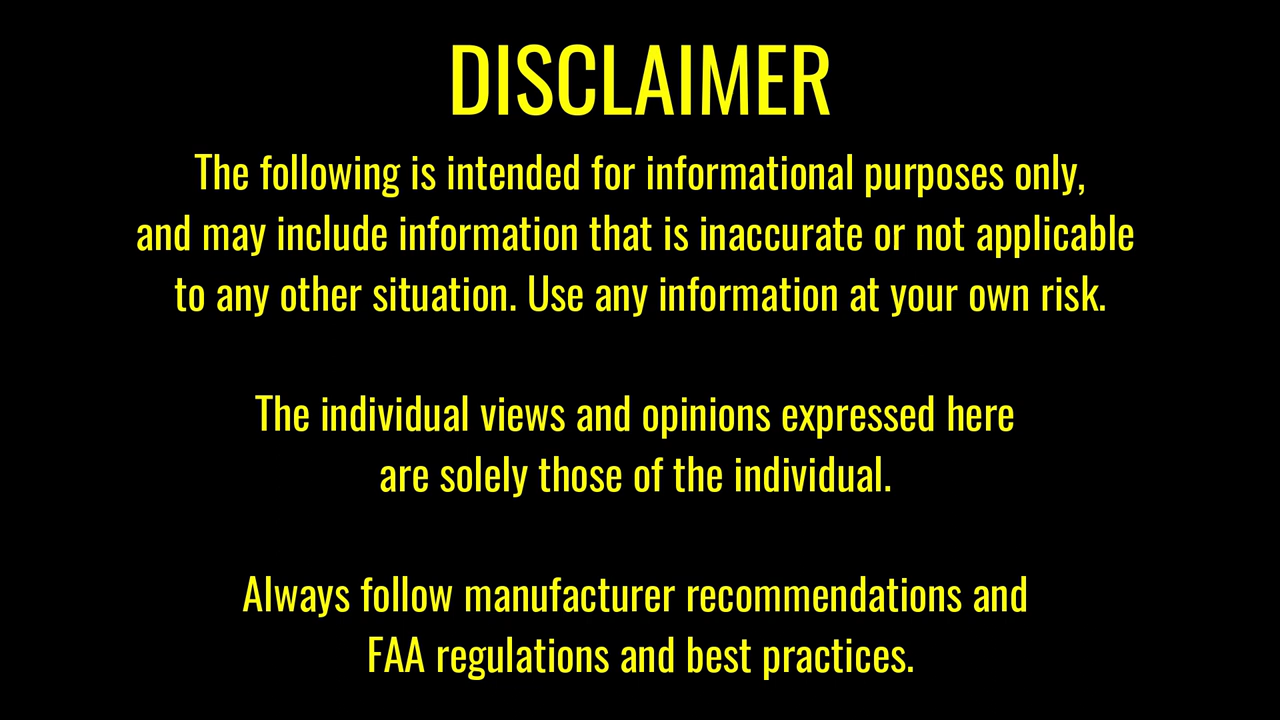 DISCLAIMER
The following is intended for informational purposes only,
and may include information that is inaccurate or not applicable
to any other situation. Use any information at your own risk.
The individual views and opinions expressed here
are solely those of the individual.
Always follow manufacturer recommendations and
FAA regulations and best practices.